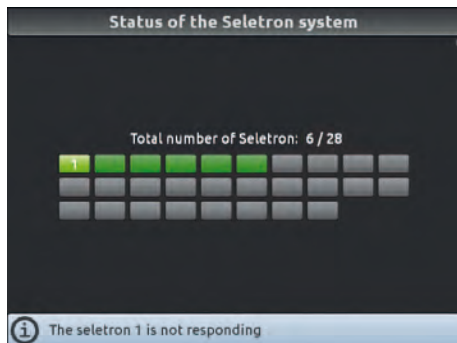 Status of the Seletron system
Total number of Seletron: 6 / 28
1
The seletron 1 is not responding